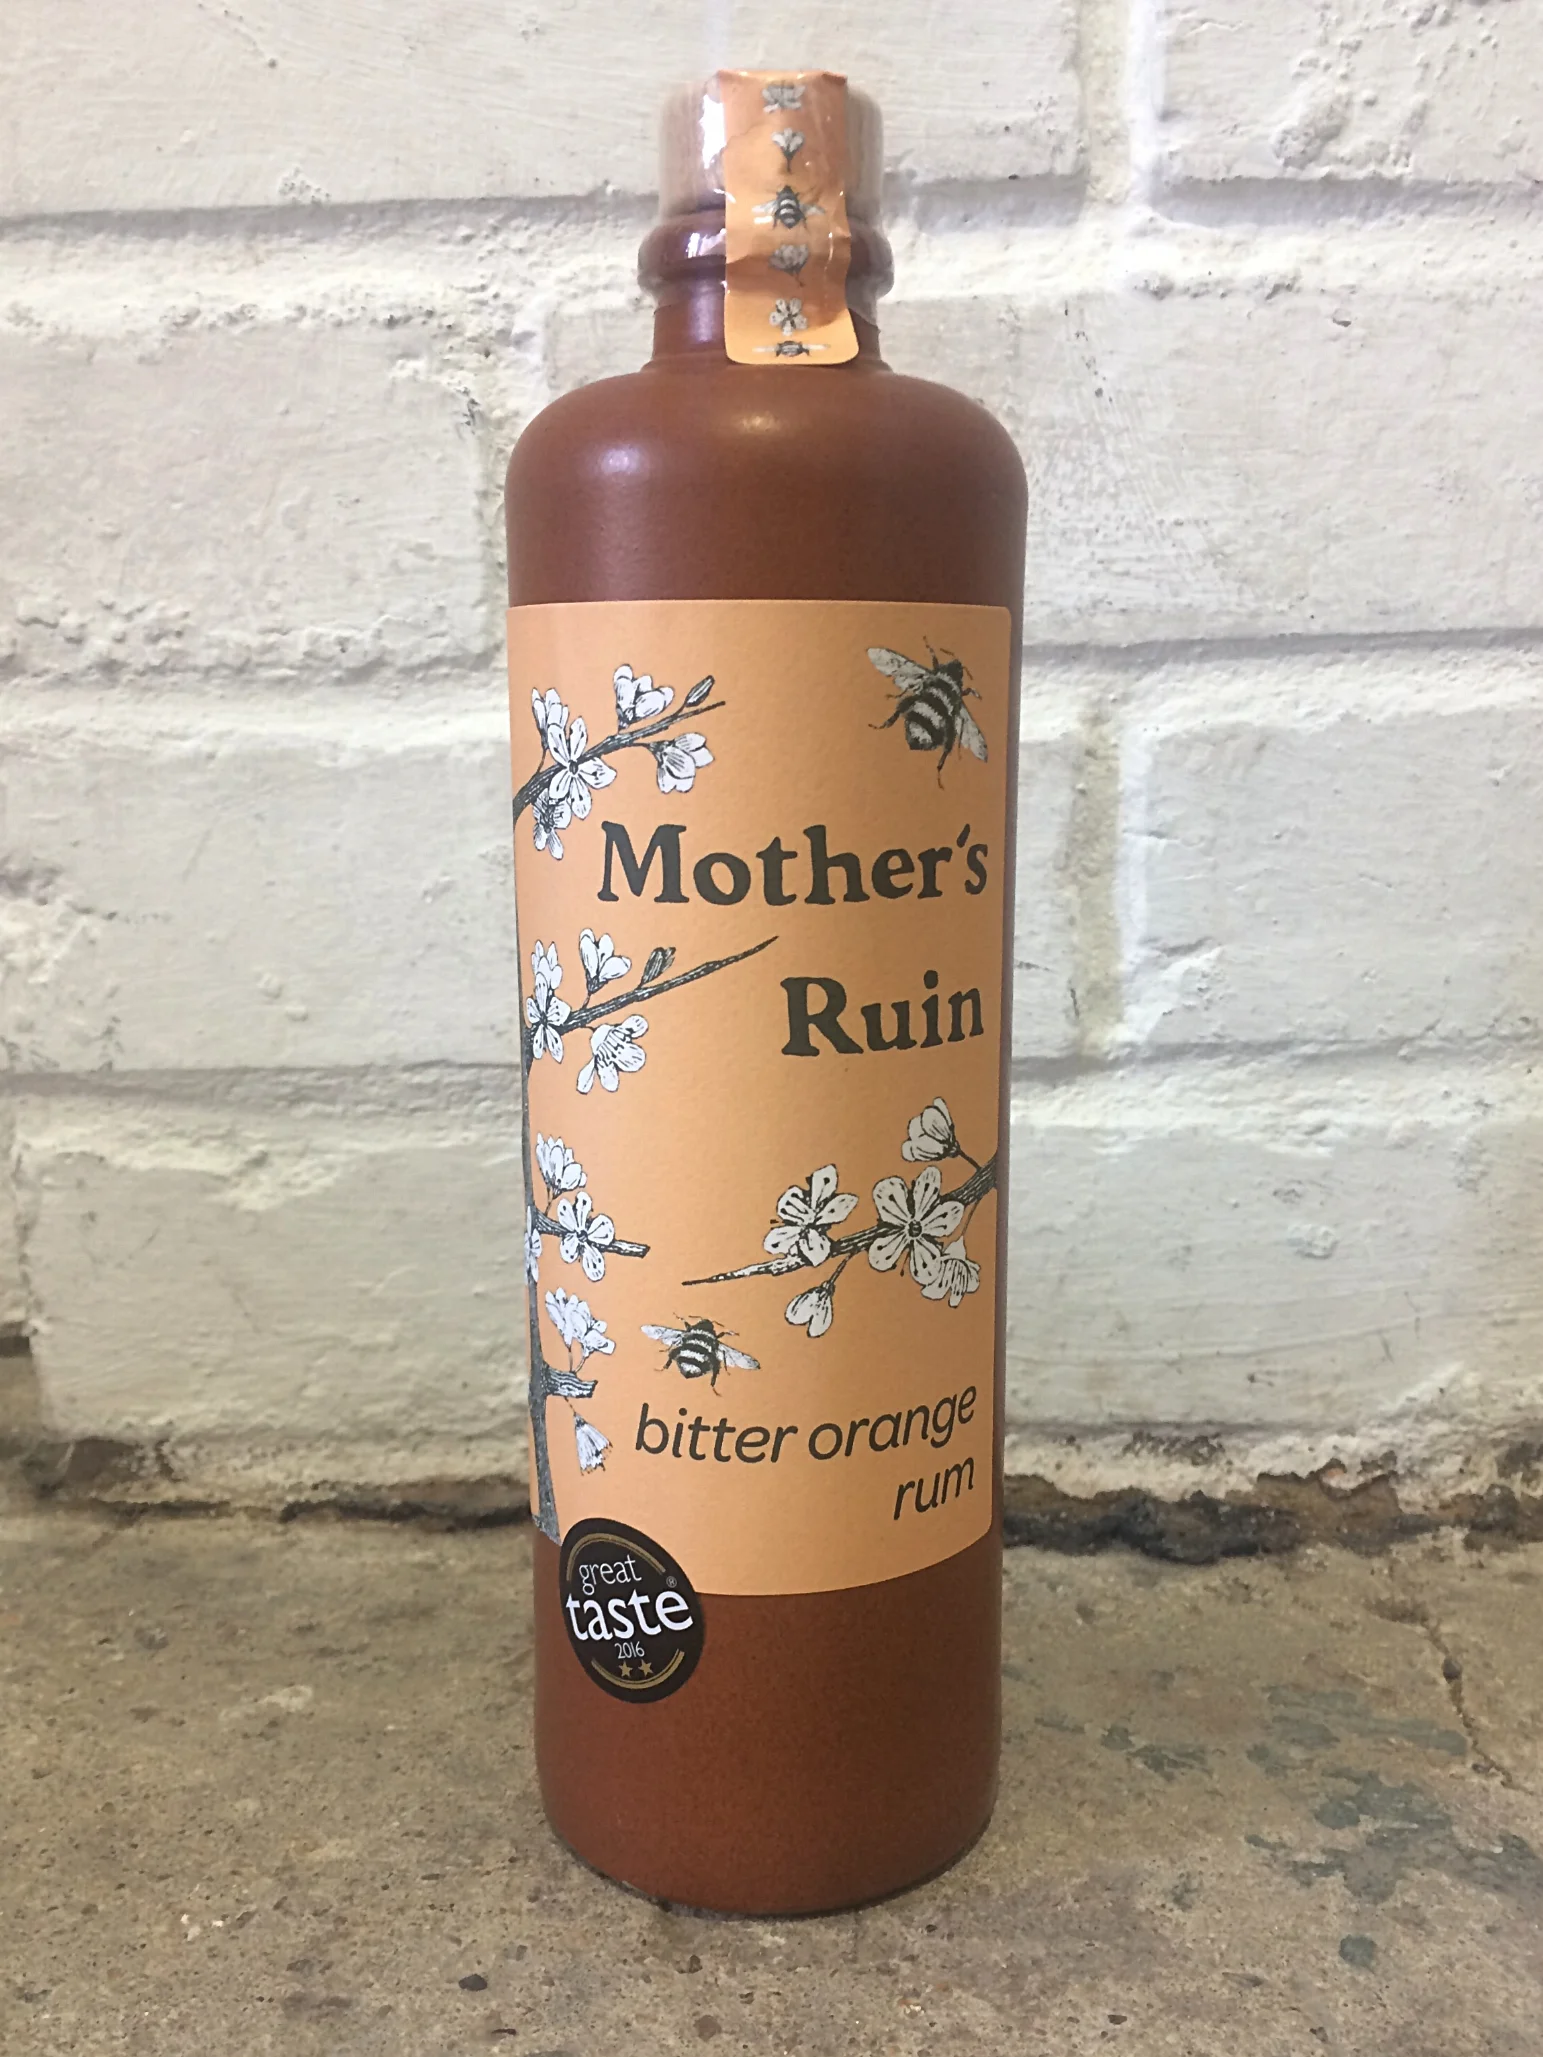 Mother's
Ruin
bitter orange
rum
great
taste ®
2016